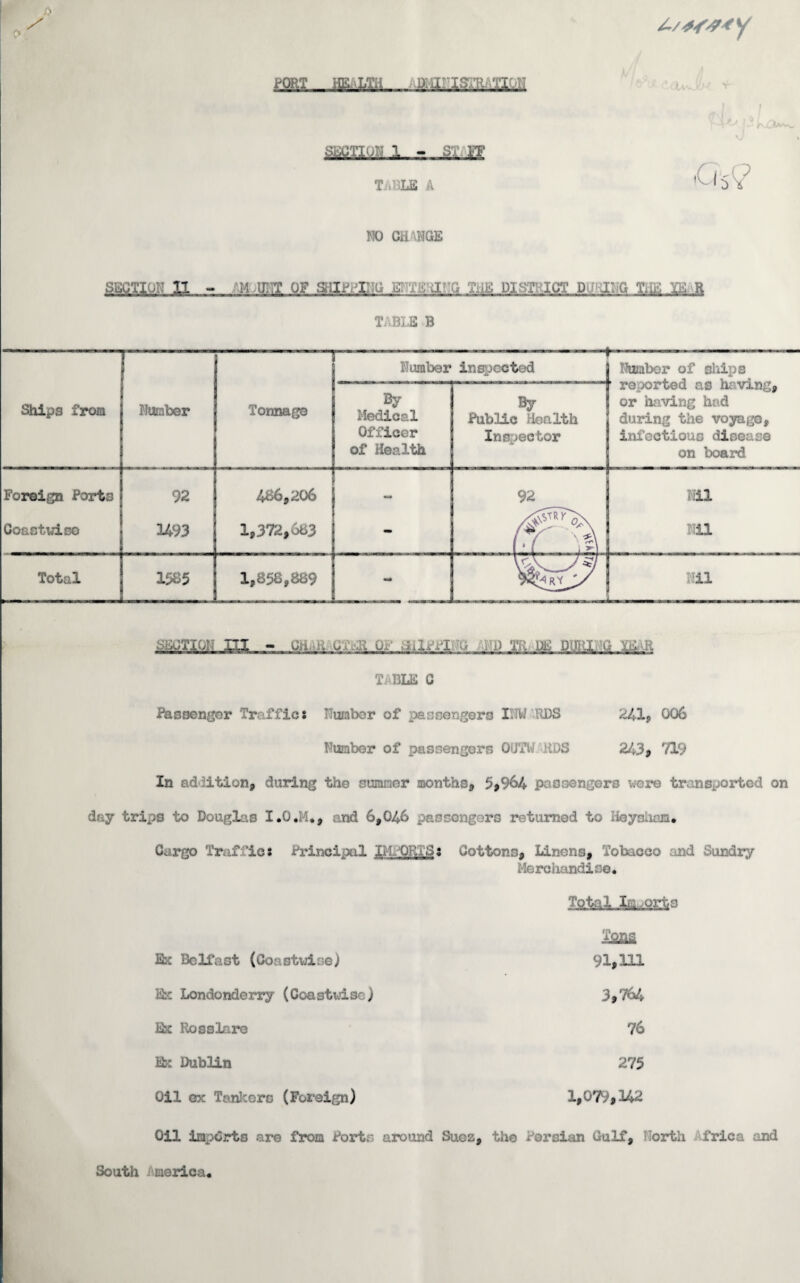 LIBRARY
PORT HEALTH ADMINISTRATION
Morecambe +
Heysham
SECTION 1 - STAFF
TABLE A
NO CHANGE
SECTION II - AMOUNT OF SHIPPING ENTERING THE DISTRICT DURING THE YEAR
TABLE B
Ships from Number Tonnage Number inspected Number of ships reported as having, or having had during the voyage, infectious disease on board
By Medical Officer of Health By Public Health Inspector
Foreign Ports 92 486,206 - 92 Nil
Coastwise 1493 1,372,683 - Nil
Total 1585 1,858,889 - Nil
MINISTRY OF HEALTH LIBRARY
SECTION III - CHARACTER OF SHIPPING AND TRADE DURING YEAR
TABLE C
Passenger Traffic: Number of passengers INWARDS 241, 006
Number of passengers OUTWARDS 243, 719
In addition, during the summer months, 5,964 passengers were transported on
day trips to Douglas I.O.M., and 6,046 passengers returned to Heysham.
Cargo Traffic: Principal IMPORTS: Cottons, Linens, Tobacco and Sundry
Merchandise.
Total Imports
Tons
Ex Belfast (Coastwise) 91,111
Ex Londonderry (Coastwise) 3,764
Ex Rosslare 76
Ex Dublin 275
Oil ex Tankers (Foreign) 1,079,142
Oil imports are from Ports around Suez, the Persian Gulf, North Africa and
South America.